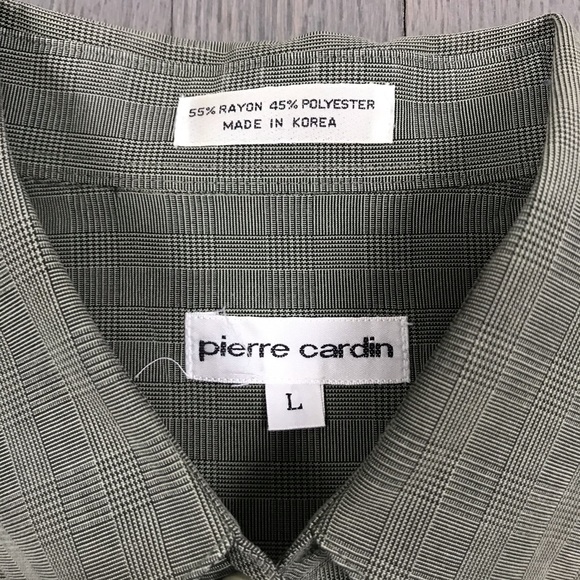 55% RAYON 45% POLYESTER
MADE IN KOREA
pierre cardin
L